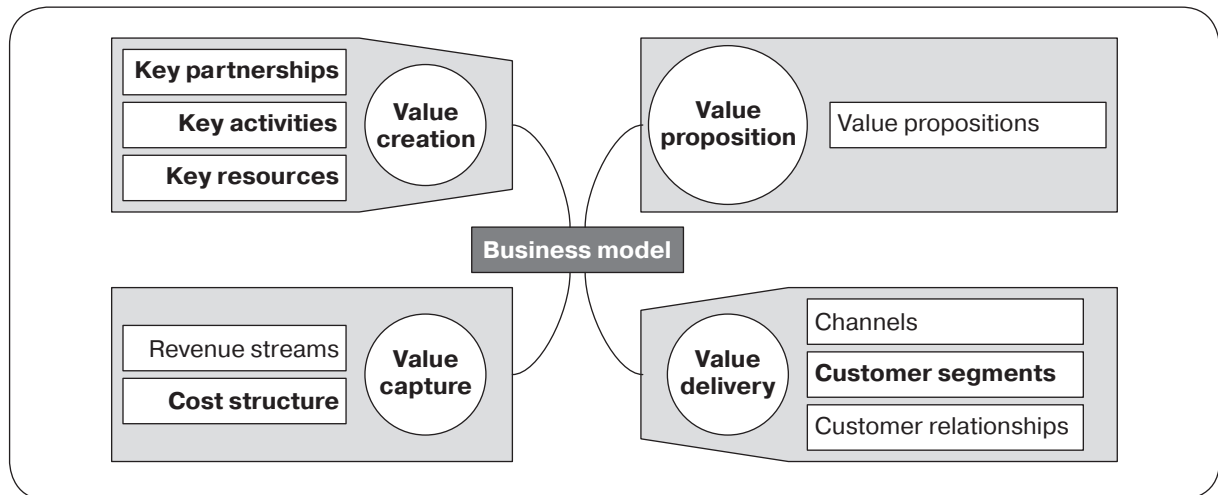 Key partnerships
Key activities
Key resources
Value
creation
Value
proposition
Value propositions
Business model
Revenue streams
Cost structure
Value
capture
Value
delivery
Channels
Customer segments
Customer relationships